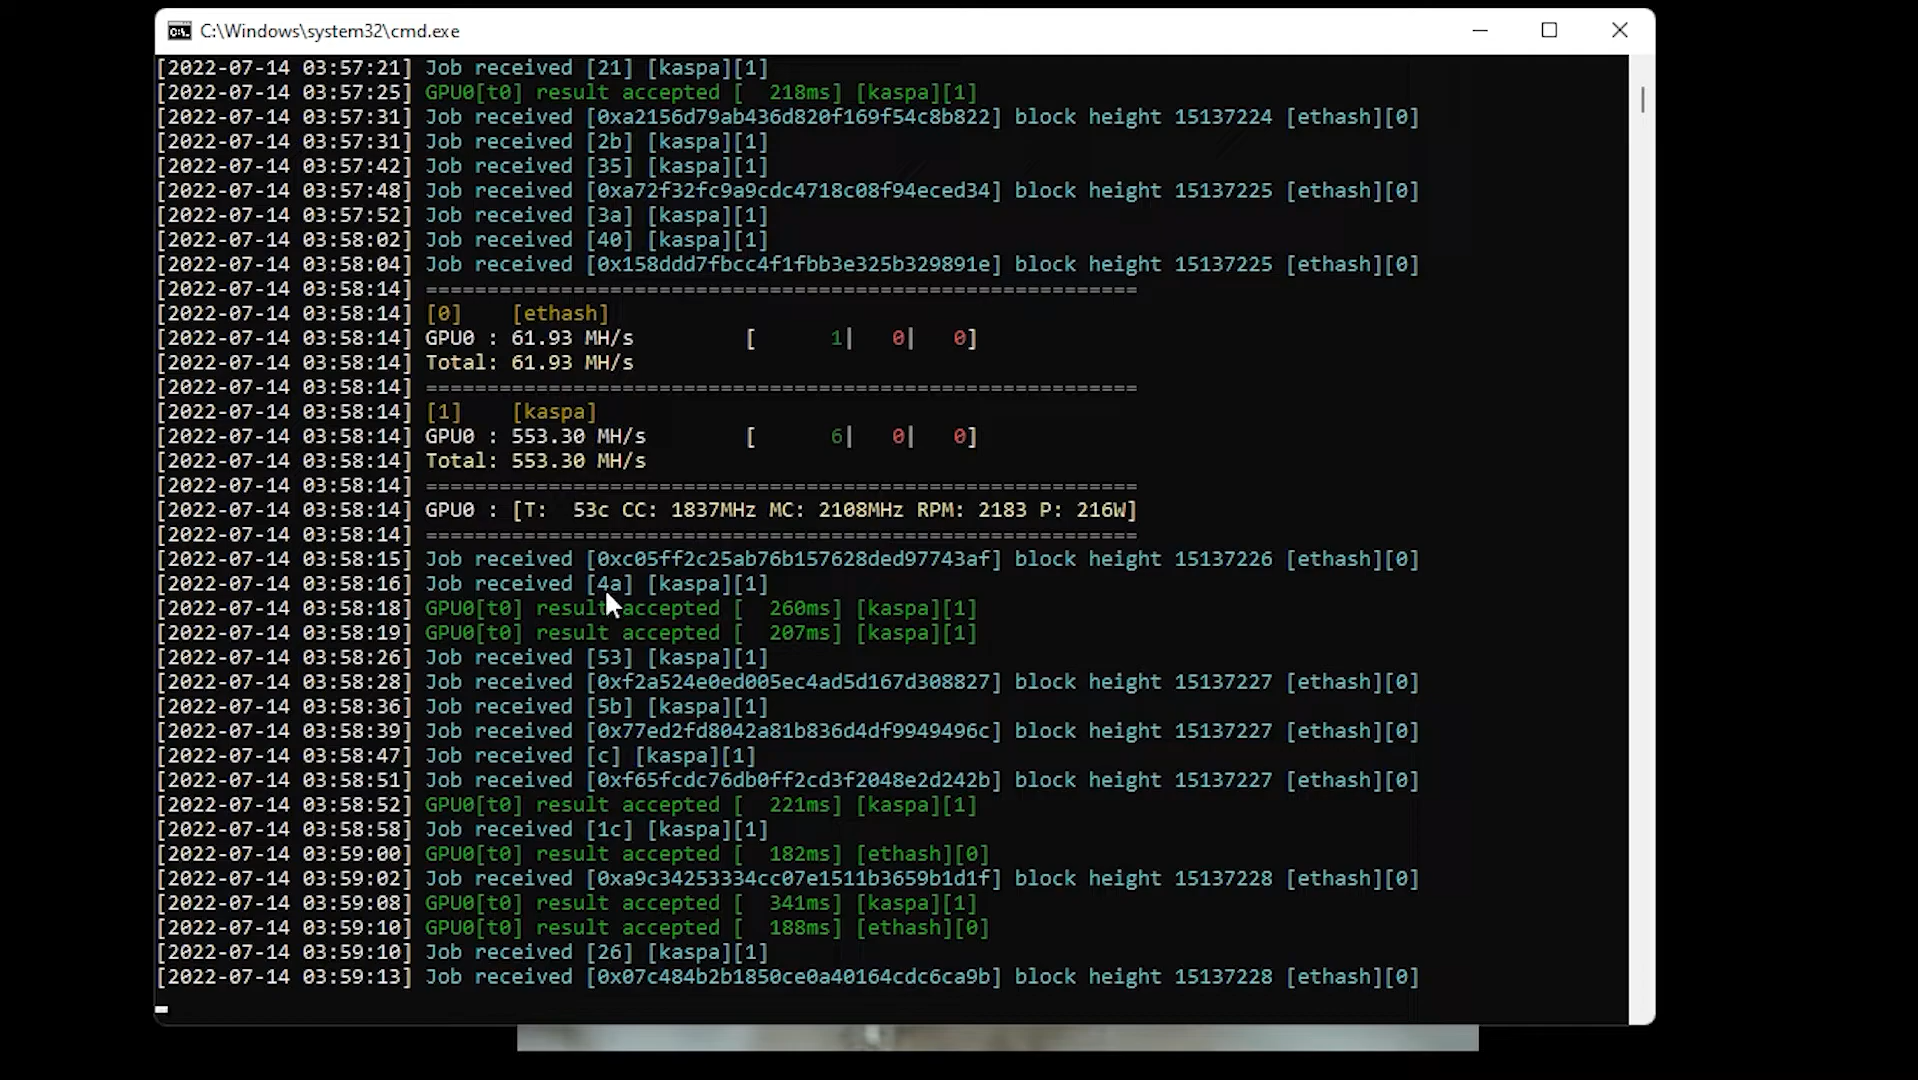 C:\Windows\system32\cmd.exe
[2022-07-14 03:57:21] Job received [21] [kaspa][1]
[2022-07-14 03:57:25] GPU0[t0] result accepted [  218ms] [kaspa][1]
[2022-07-14 03:57:31] Job received [0xa2156d79ab436d820f169f54c8b822] block height 15137224 [ethash][0]
[2022-07-14 03:57:31] Job received [2b] [kaspa][1]
[2022-07-14 03:57:42] Job received [35] [kaspa][1]
[2022-07-14 03:57:48] Job received [0xa72f32fc9a9cdc4718c08f94eced34] block height 15137225 [ethash][0]
[2022-07-14 03:57:52] Job received [3a] [kaspa][1]
[2022-07-14 03:58:02] Job received [40] [kaspa][1]
[2022-07-14 03:58:04] Job received [0x158ddd7fbcc4f1fbb3e325b329891e] block height 15137225 [ethash][0]
[2022-07-14 03:58:14] ==========================================================
[2022-07-14 03:58:14] [0]    [ethash]
[2022-07-14 03:58:14] GPU0 : 61.93 MH/s         [      1|   0|   0]
[2022-07-14 03:58:14] Total: 61.93 MH/s
[2022-07-14 03:58:14] ==========================================================
[2022-07-14 03:58:14] [1]    [kaspa]
[2022-07-14 03:58:14] GPU0 : 553.30 MH/s        [      6|   0|   0]
[2022-07-14 03:58:14] Total: 553.30 MH/s
[2022-07-14 03:58:14] ==========================================================
[2022-07-14 03:58:14] GPU0 : [T:  53c CC: 1837MHz MC: 2108MHz RPM: 2183 P: 216W]
[2022-07-14 03:58:14] ==========================================================
[2022-07-14 03:58:15] Job received [0xc05ff2c25ab76b157628ded97743af] block height 15137226 [ethash][0]
[2022-07-14 03:58:16] Job received [4a] [kaspa][1]
[2022-07-14 03:58:18] GPU0[t0] result accepted [  260ms] [kaspa][1]
[2022-07-14 03:58:19] GPU0[t0] result accepted [  207ms] [kaspa][1]
[2022-07-14 03:58:26] Job received [53] [kaspa][1]
[2022-07-14 03:58:28] Job received [0xf2a524e0ed005ec4ad5d167d308827] block height 15137227 [ethash][0]
[2022-07-14 03:58:36] Job received [5b] [kaspa][1]
[2022-07-14 03:58:39] Job received [0x77ed2fd8042a81b836d4df9949496c] block height 15137227 [ethash][0]
[2022-07-14 03:58:47] Job received [c] [kaspa][1]
[2022-07-14 03:58:51] Job received [0xf65fcdc76db0ff2cd3f2048e2d242b] block height 15137227 [ethash][0]
[2022-07-14 03:58:52] GPU0[t0] result accepted [  221ms] [kaspa][1]
[2022-07-14 03:58:58] Job received [1c] [kaspa][1]
[2022-07-14 03:59:00] GPU0[t0] result accepted [  182ms] [ethash][0]
[2022-07-14 03:59:02] Job received [0xa9c34253334cc07e1511b3659b1d1f] block height 15137228 [ethash][0]
[2022-07-14 03:59:08] GPU0[t0] result accepted [  341ms] [kaspa][1]
[2022-07-14 03:59:10] GPU0[t0] result accepted [  188ms] [ethash][0]
[2022-07-14 03:59:10] Job received [26] [kaspa][1]
[2022-07-14 03:59:13] Job received [0x07c484b2b1850ce0a40164cdc6ca9b] block height 15137228 [ethash][0]